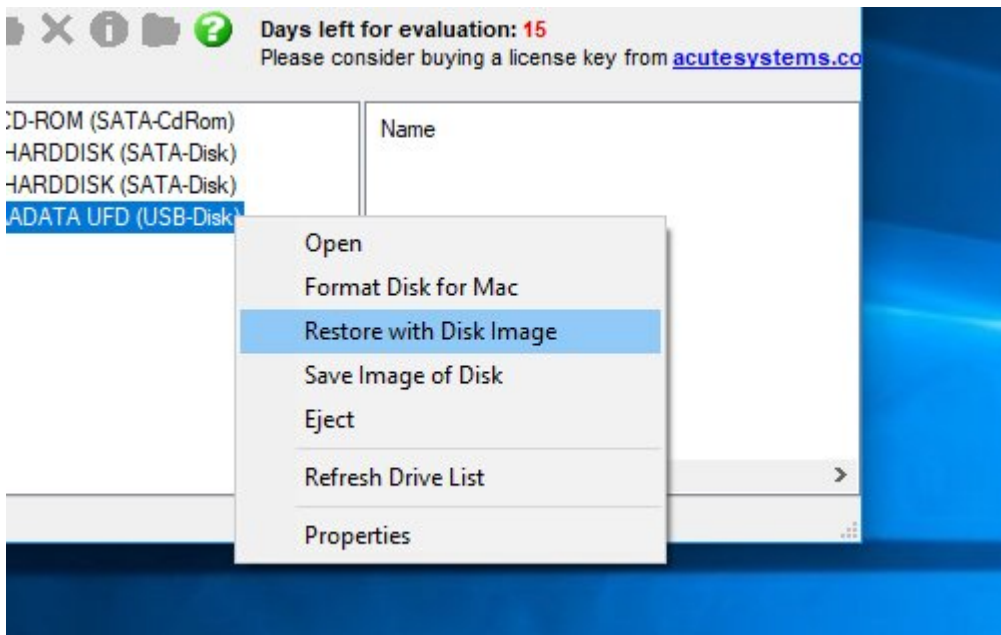 Days left for evaluation: 15
Please consider buying a license key from acutesystems.co
CD-ROM (SATA-CdRom)
HARDDISK (SATA-Disk)
HARDDISK (SATA-Disk)
ADATA UFD (USB-Disk)
Name
Open
Format Disk for Mac
Restore with Disk Image
Save Image of Disk
Eject
Refresh Drive List
Properties